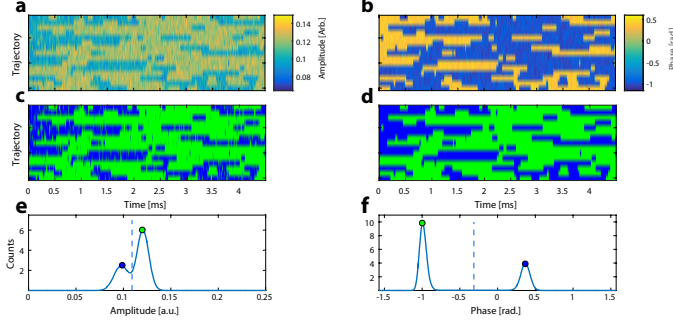 a
0.14
0.12
0.1
0.08
Amplitude [Arb.]
Trajectory
b
0.5
0
-0.5
-1
Phase [rad]
c
Trajectory
0 0.5 1 1.5 2 2.5 3 3.5 4
Time [ms]
d
0 0.5 1 1.5 2 2.5 3 3.5 4
Time [ms]
e
Counts
6
4
2
0 0.05 0.1 0.15 0.2 0.25
Amplitude [a.u.]
f
10
8
6
4
2
-1.5 -1 -0.5 0 0.5 1 1.5
Phase [rad.]